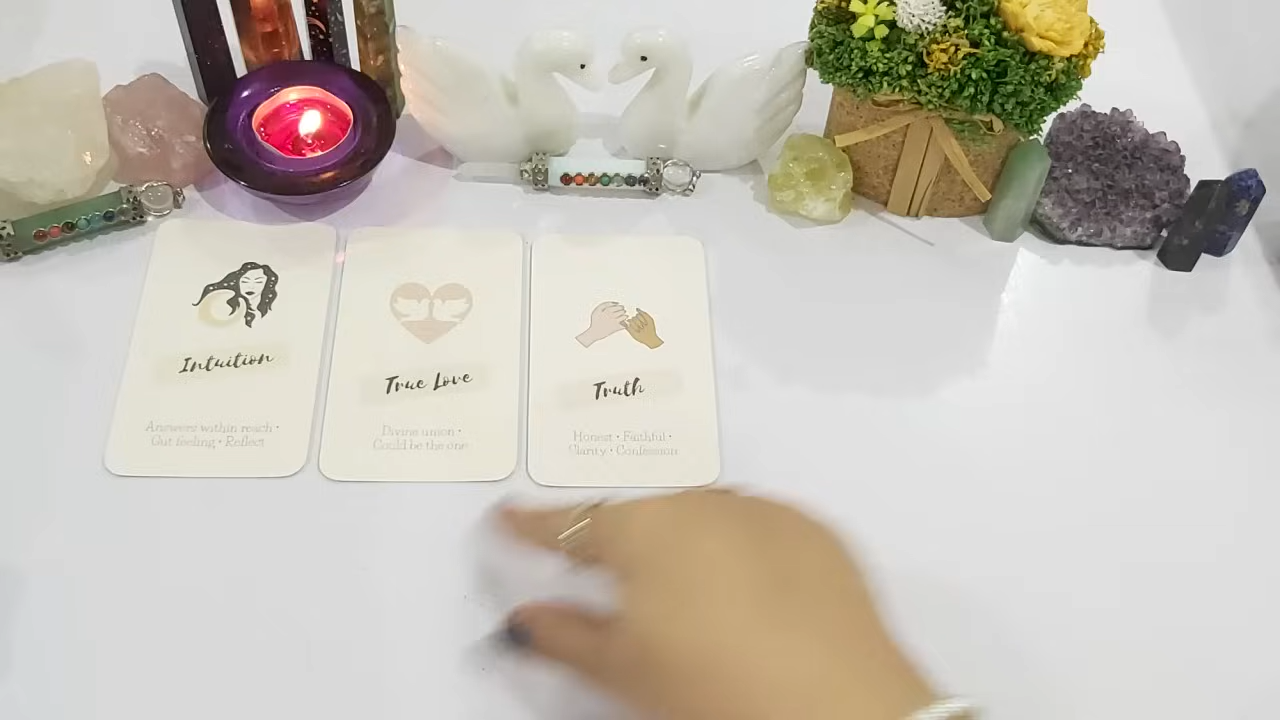 Intuition
Answers within reach •
Gut feeling • Reflect
True Love
Divine union •
Could be the one
Truth
Honest • Faithful •
Clarity • Confession